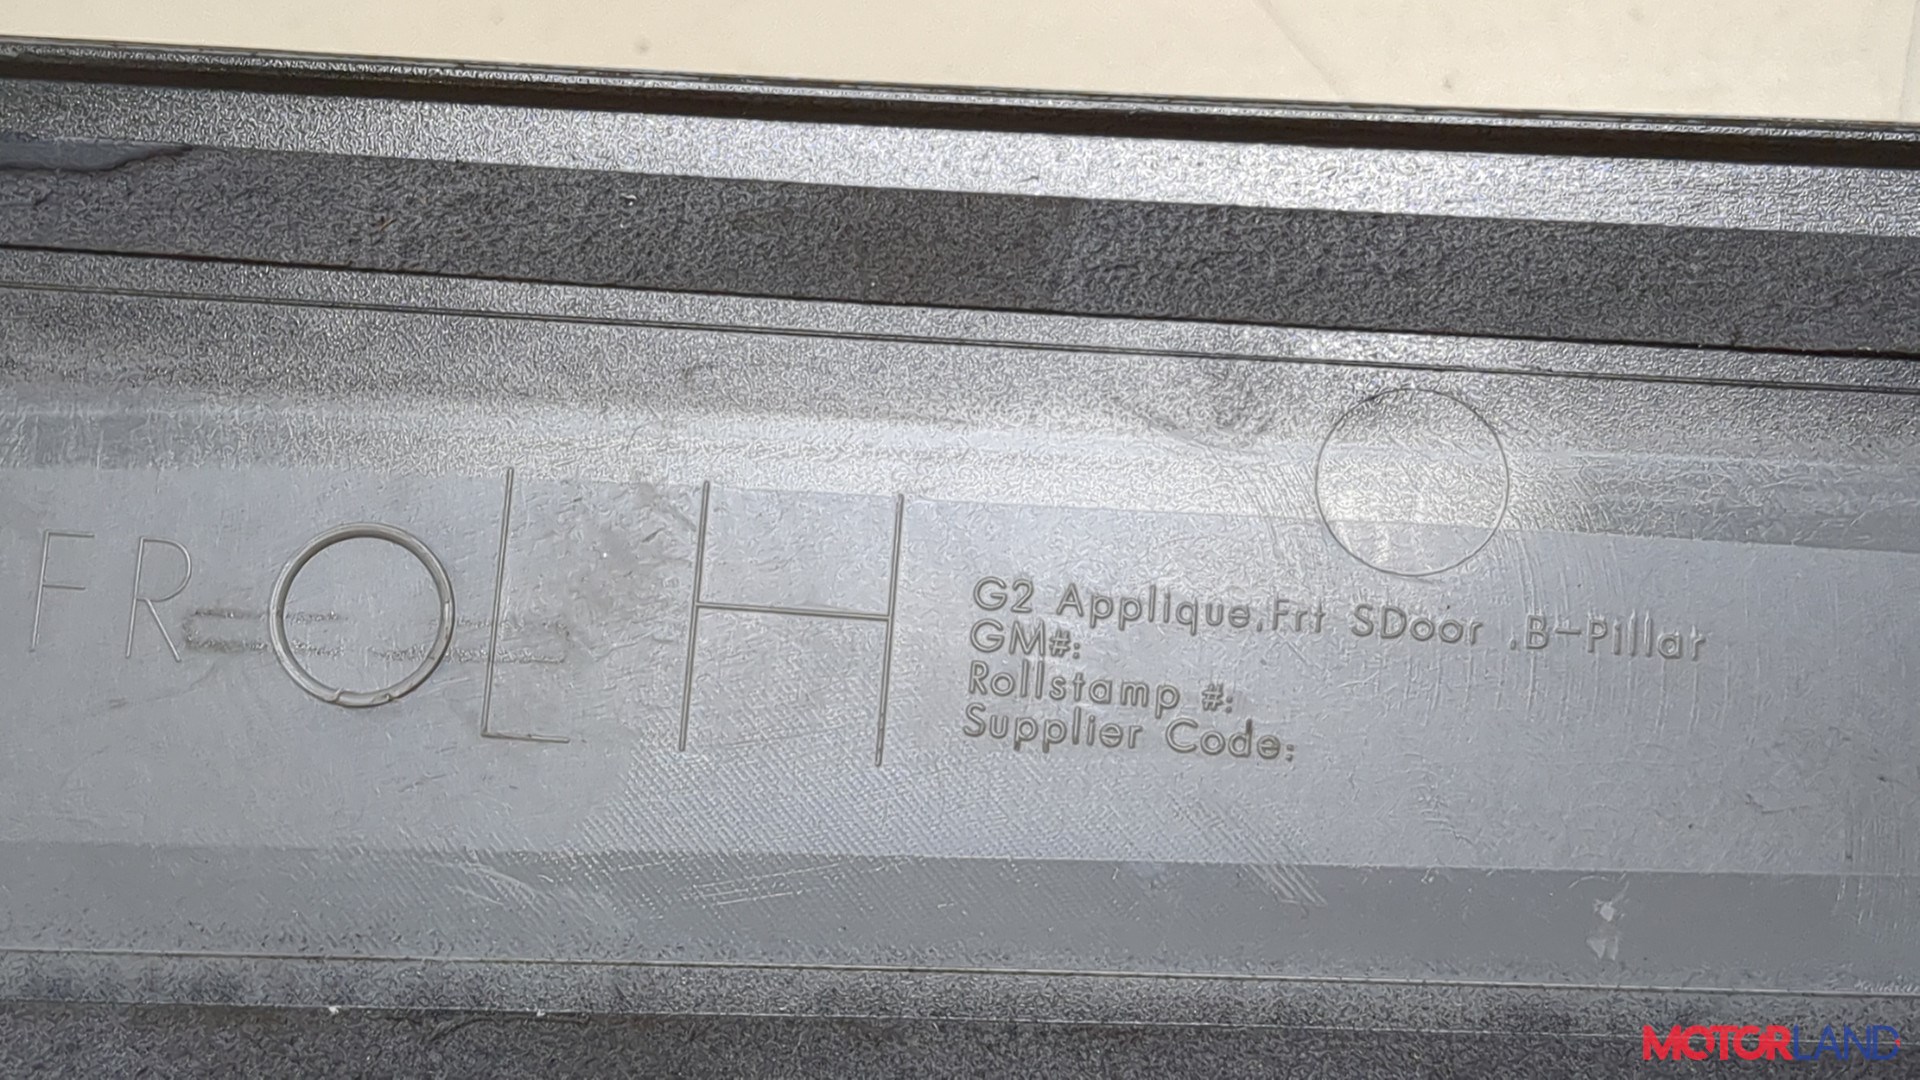 FR LH
G2 Applique,Frt SDoor .B-Pillar
GM#:
Rollstamp #:
Supplier Code:
MOTORLAND